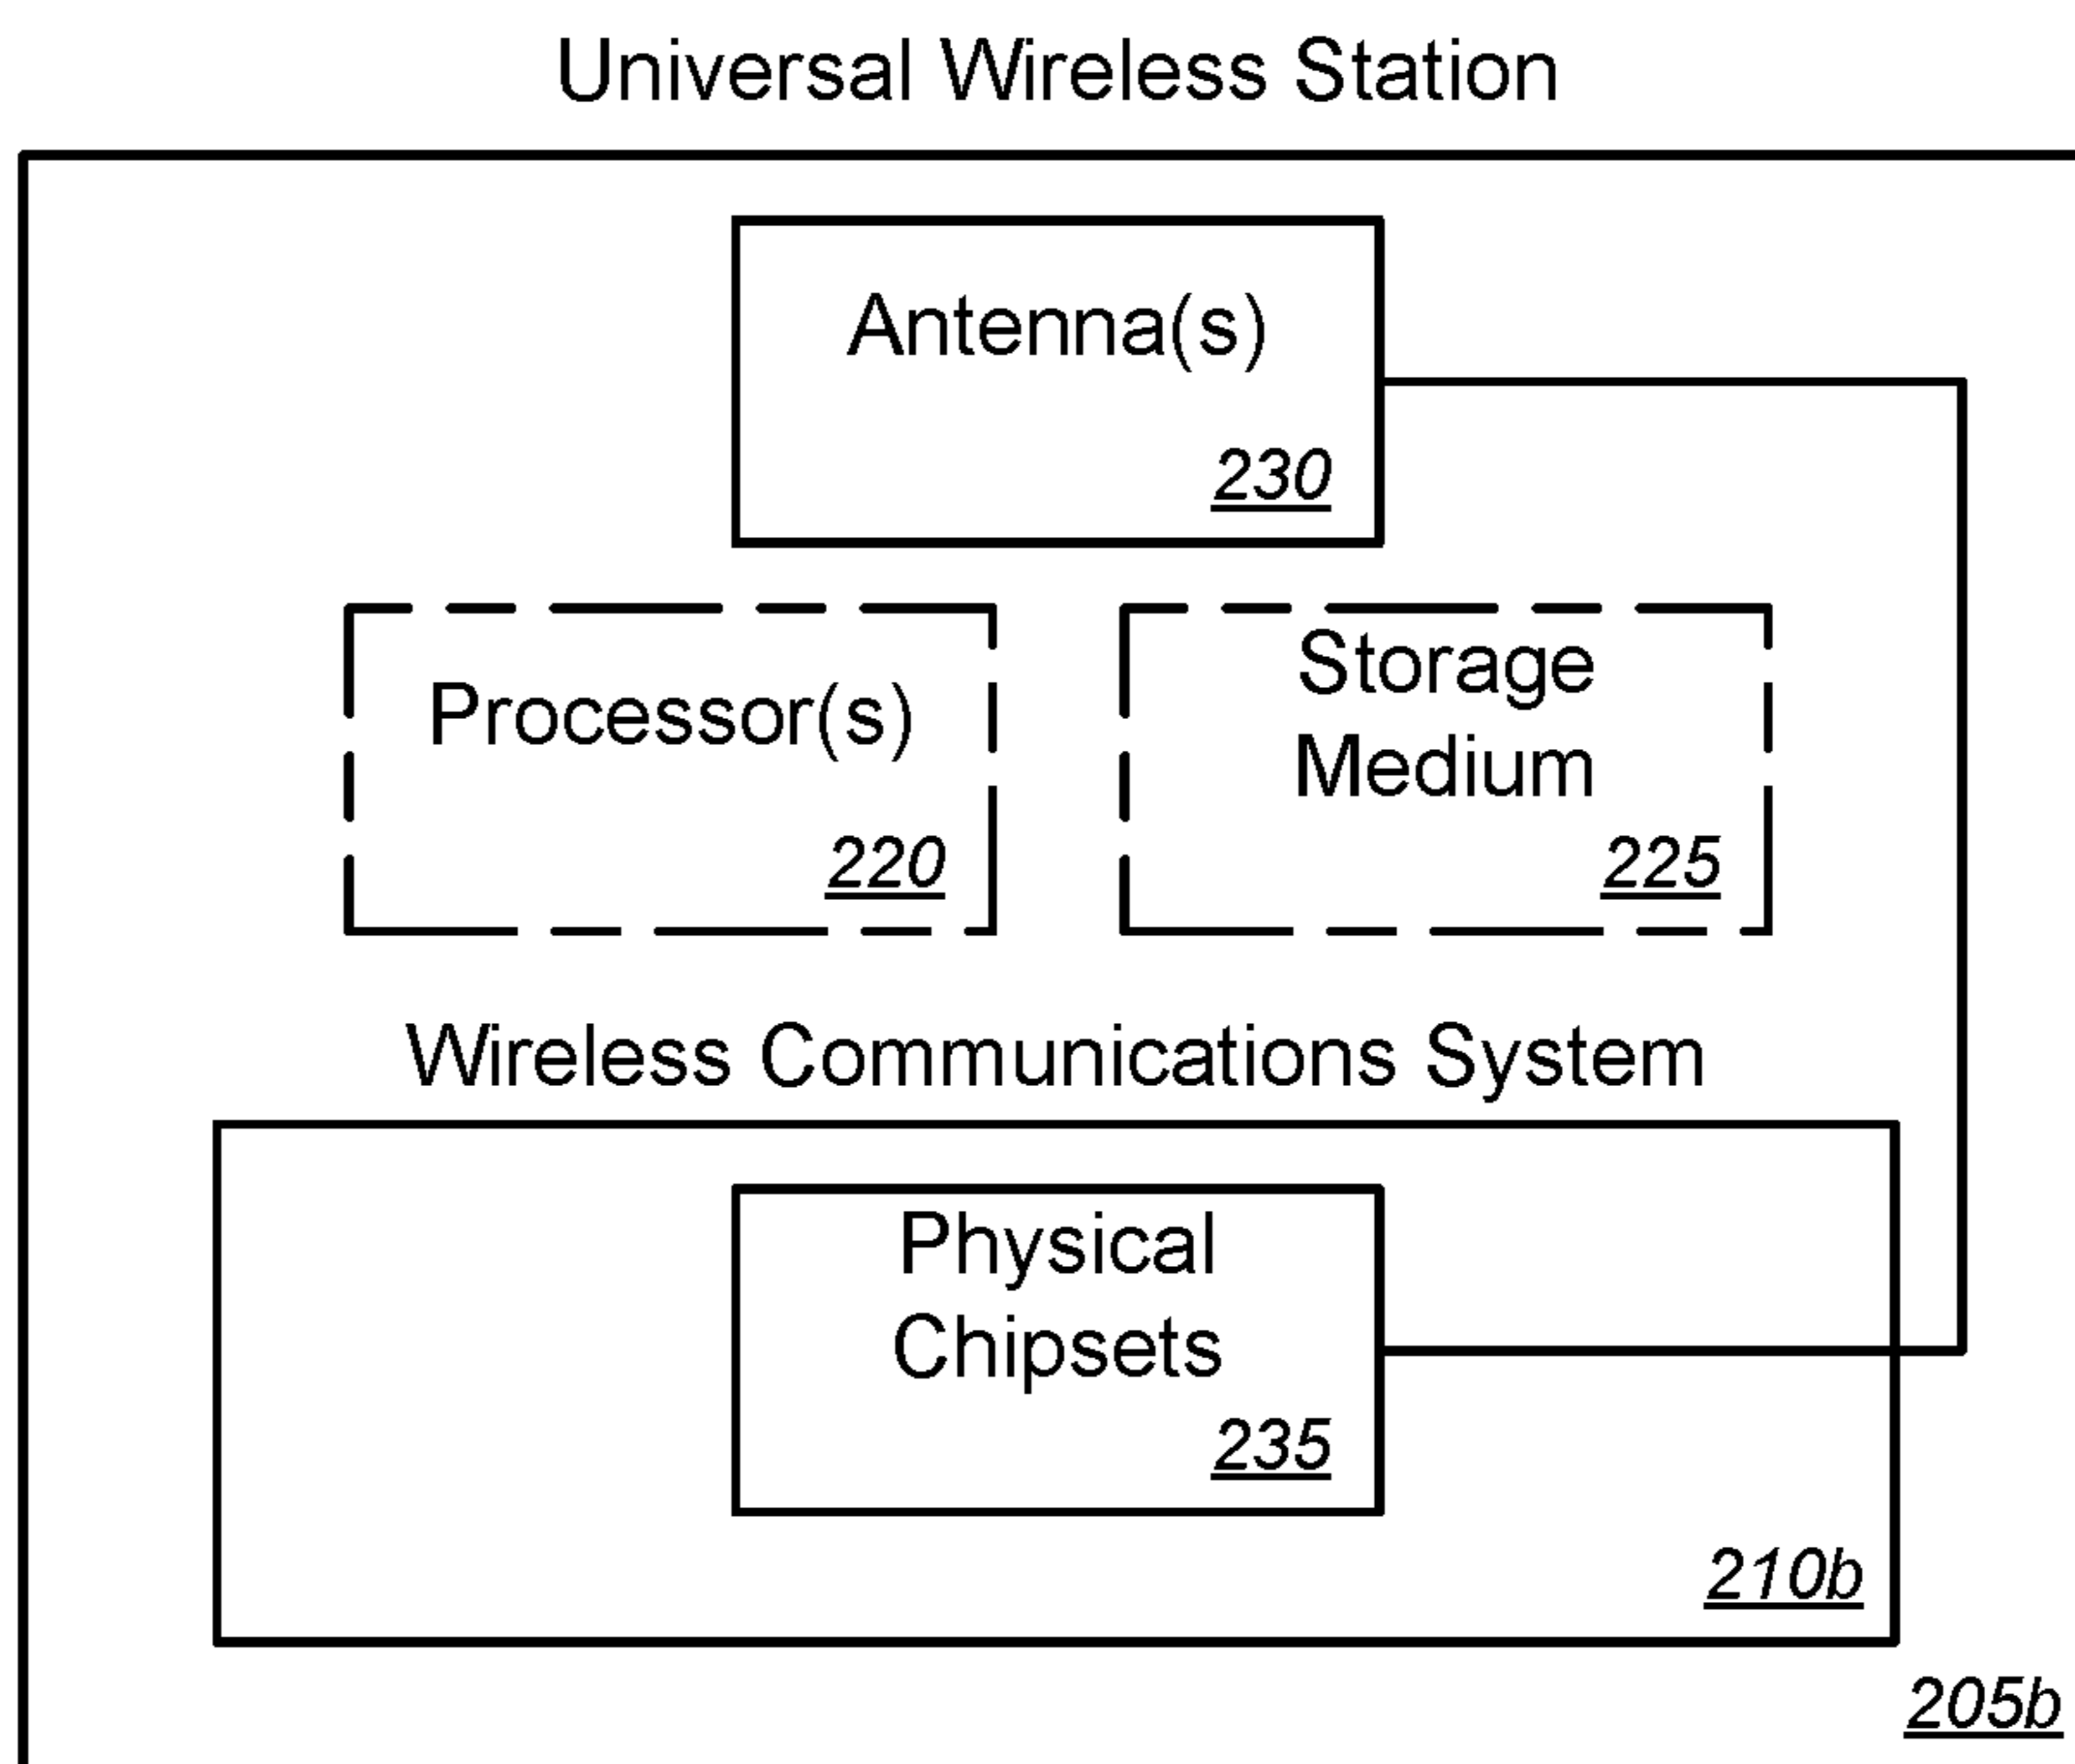 Universal Wireless Station
Antenna(s)
230
Processor(s)
220
Storage
Medium
225
Wireless Communications System
Physical
Chipsets
235
210b
205b